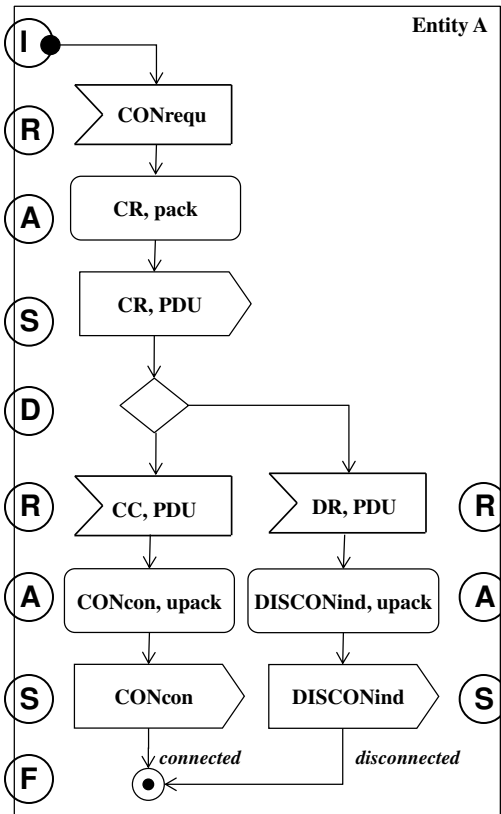 Entity A
I
R
CONrequ
A
CR, pack
S
CR, PDU
D
R
CC, PDU
DR, PDU
R
A
CONcon, upack
DISCONind, upack
A
S
CONcon
DISCONind
S
connected
disconnected
F